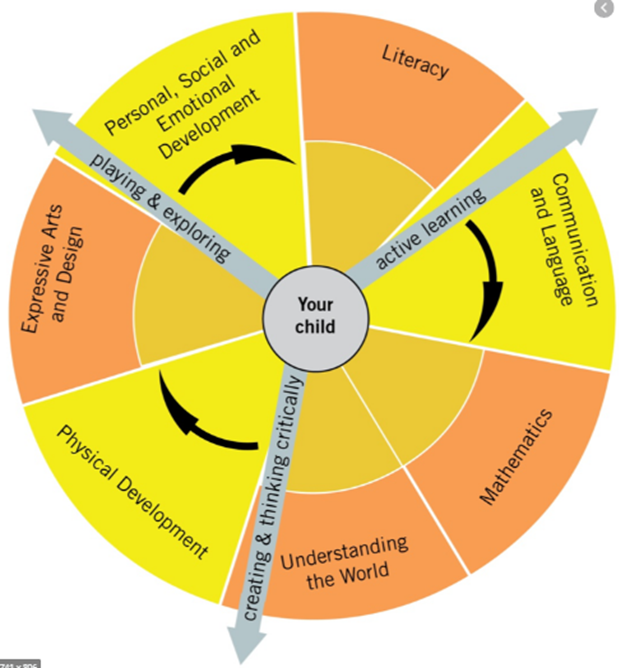 Personal, Social and
Emotional
Development
Literacy
playing & exploring
active learning
Communication
and Language
Expressive Arts
and Design
Your
child
creating & thinking critically
Mathematics
Physical Development
Understanding
the World